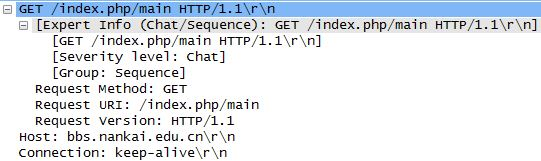 GET /index.php/main HTTP/1.1\r\n
[Expert Info (Chat/Sequence): GET /index.php/main HTTP/1.1\r\n]
[GET /index.php/main HTTP/1.1\r\n]
[Severity level: Chat]
[Group: Sequence]
Request Method: GET
Request URI: /index.php/main
Request Version: HTTP/1.1
Host: bbs.nankai.edu.cn\r\n
Connection: keep-alive\r\n